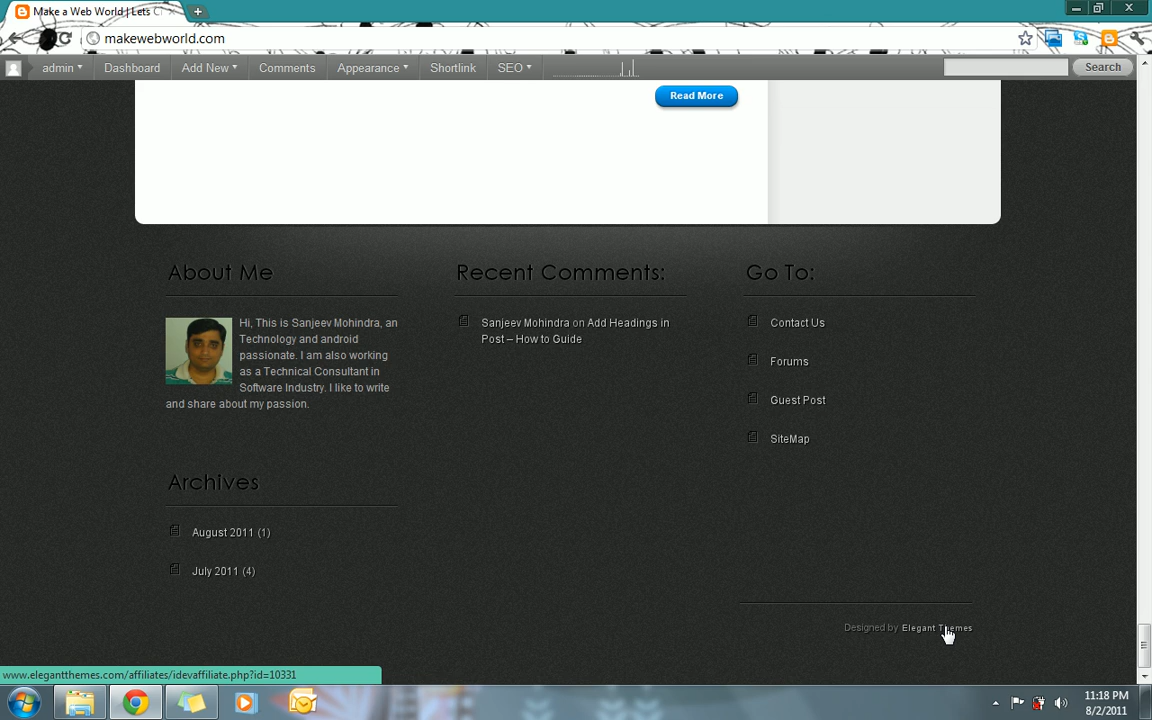 Make a Web World | Lets C
makewebworld.com
admin Dashboard Add New Comments Appearance Shortlink SEO Search
Read More
About Me
Hi, This is Sanjeev Mohindra, an
Technology and android
passionate. I am also working
as a Technical Consultant in
Software Industry. I like to write
and share about my passion.
Recent Comments:
Sanjeev Mohindra on Add Headings in
Post – How to Guide
Go To:
Contact Us
Forums
Guest Post
SiteMap
Archives
August 2011 (1)
July 2011 (4)
Designed by Elegant Themes
www.elegantthemes.com/affiliates/idevaffiliate.php?id=10331
11:18 PM
8/2/2011